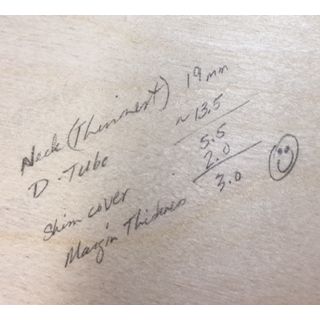 Neck (Thinnest) 19mm
D-Tube ~13.5
5.5
Shim cover 2.0
Margin Thickness 3.0